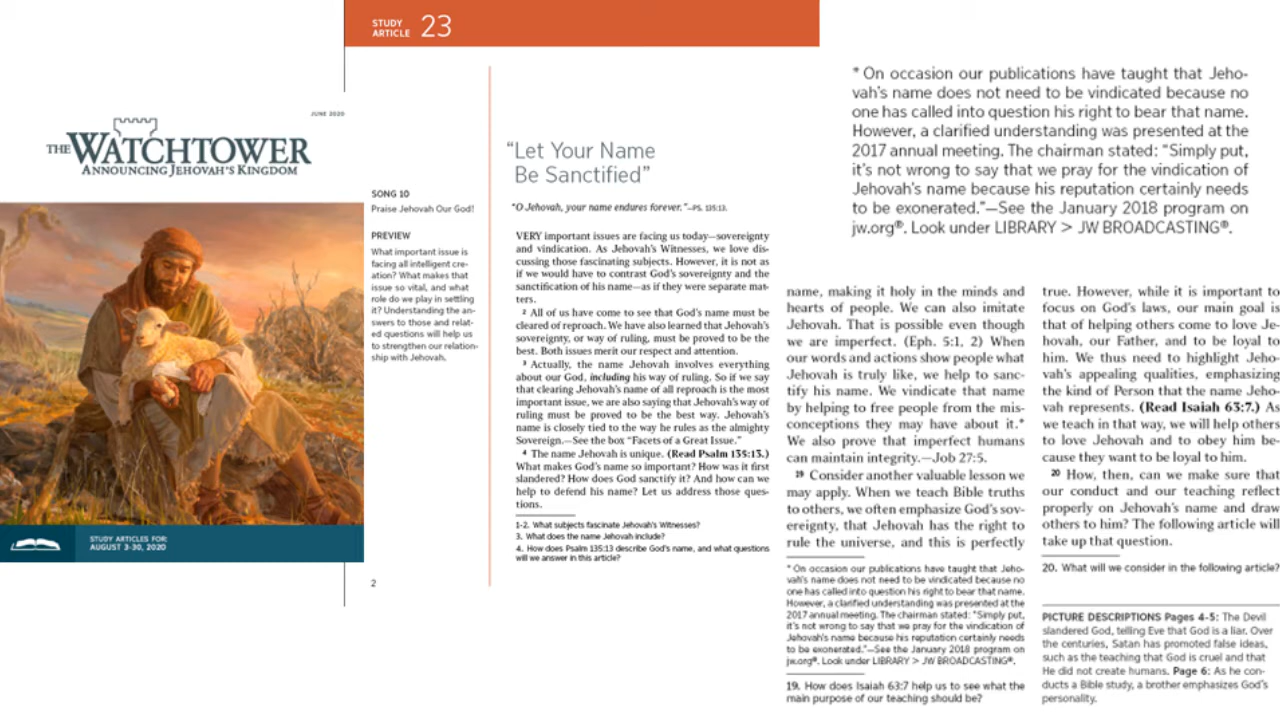 JUNE 2020
THE WATCHTOWER
ANNOUNCING JEHOVAH'S KINGDOM
STUDY ARTICLES FOR:
AUGUST 3-30, 2020
STUDY
ARTICLE 23
SONG 10
Praise Jehovah Our God!
PREVIEW
What important issue is
facing all intelligent cre-
ation? What makes that
issue so vital, and what
role do we play in settling
it? Understanding the an-
swers to those and relat-
ed questions will help us
to strengthen our relation-
ship with Jehovah.
2
“Let Your Name
Be Sanctified”
“O Jehovah, your name endures forever.”—PS. 135:13.
VERY important issues are facing us today—sovereignty
and vindication. As Jehovah's Witnesses, we love dis-
cussing those fascinating subjects. However, it is not as
if we would have to contrast God's sovereignty and the
sanctification of his name—as if they were separate mat-
ters.
2 All of us have come to see that God's name must be
cleared of reproach. We have also learned that Jehovah's
sovereignty, or way of ruling, must be proved to be the
best. Both issues merit our respect and attention.
3 Actually, the name Jehovah involves everything
about our God, including his way of ruling. So if we say
that clearing Jehovah's name of all reproach is the most
important issue, we are also saying that Jehovah's way of
ruling must be proved to be the best way. Jehovah's
name is closely tied to the way he rules as the almighty
Sovereign.—See the box “Facets of a Great Issue.”
4 The name Jehovah is unique. (Read Psalm 135:13.)
What makes God's name so important? How was it first
slandered? How does God sanctify it? And how can we
help to defend his name? Let us address those ques-
tions.
1-2. What subjects fascinate Jehovah's Witnesses?
3. What does the name Jehovah include?
4. How does Psalm 135:13 describe God's name, and what questions
will we answer in this article?
* On occasion our publications have taught that Jeho-
vah's name does not need to be vindicated because no
one has called into question his right to bear that name.
However, a clarified understanding was presented at the
2017 annual meeting. The chairman stated: “Simply put,
it's not wrong to say that we pray for the vindication of
Jehovah's name because his reputation certainly needs
to be exonerated.”—See the January 2018 program on
jw.org®. Look under LIBRARY > JW BROADCASTING®.
name, making it holy in the minds and
hearts of people. We can also imitate
Jehovah. That is possible even though
we are imperfect. (Eph. 5:1, 2) When
our words and actions show people what
Jehovah is truly like, we help to sanc-
tify his name. We vindicate that name
by helping to free people from the mis-
conceptions they may have about it.*
We also prove that imperfect humans
can maintain integrity.—Job 27:5.
19 Consider another valuable lesson we
may apply. When we teach Bible truths
to others, we often emphasize God's sov-
ereignty, that Jehovah has the right to
rule the universe, and this is perfectly
* On occasion our publications have taught that Jeho-
vah's name does not need to be vindicated because no
one has called into question his right to bear that name.
However, a clarified understanding was presented at the
2017 annual meeting. The chairman stated: “Simply put,
it's not wrong to say that we pray for the vindication of
Jehovah's name because his reputation certainly needs
to be exonerated.”—See the January 2018 program on
jw.org®. Look under LIBRARY > JW BROADCASTING®.
19. How does Isaiah 63:7 help us to see what the
main purpose of our teaching should be?
true. However, while it is important to
focus on God's laws, our main goal is
that of helping others come to love Je-
hovah, our Father, and to be loyal to
him. We thus need to highlight Jeho-
vah's appealing qualities, emphasizing
the kind of Person that the name Jeho-
vah represents. (Read Isaiah 63:7.) As
we teach in that way, we will help others
to love Jehovah and to obey him be-
cause they want to be loyal to him.
20 How, then, can we make sure that
our conduct and our teaching reflect
properly on Jehovah's name and draw
others to him? The following article will
take up that question.
20. What will we consider in the following article?
PICTURE DESCRIPTIONS Pages 4-5: The Devil
slandered God, telling Eve that God is a liar. Over
the centuries, Satan has promoted false ideas,
such as the teaching that God is cruel and that
He did not create humans. Page 6: As he con-
ducts a Bible study, a brother emphasizes God's
personality.